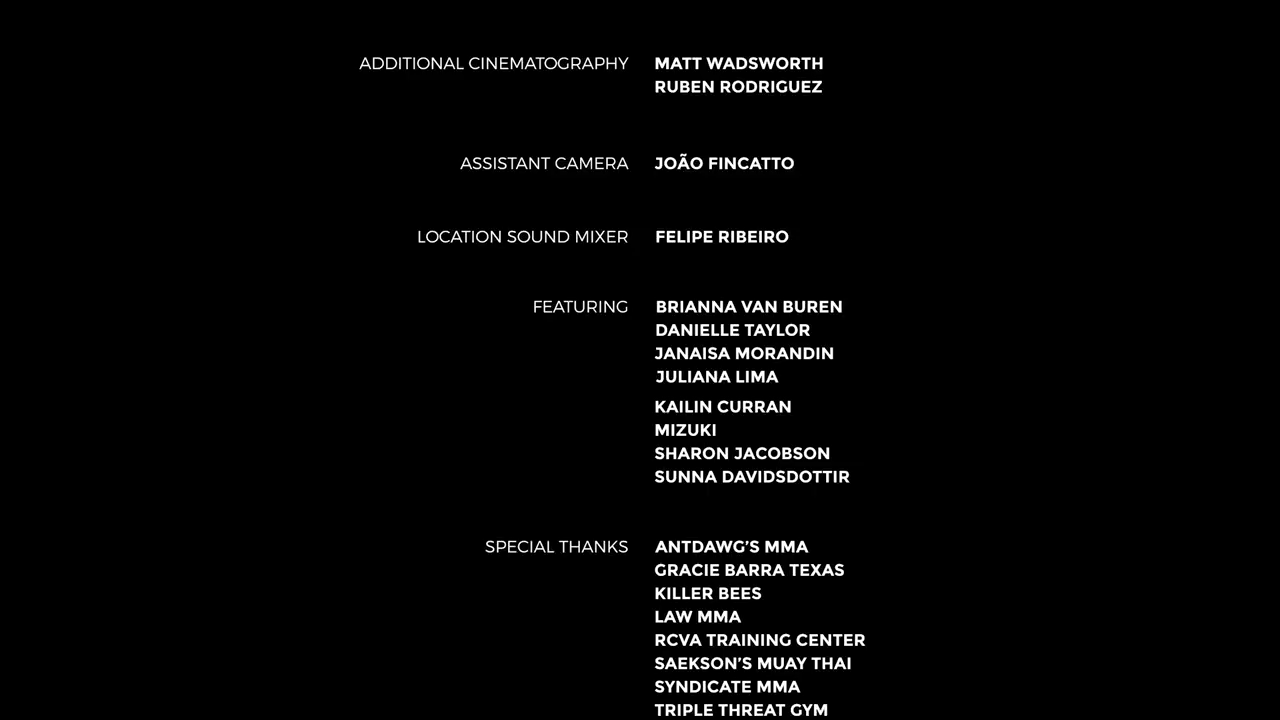 ADDITIONAL CINEMATOGRAPHY MATT WADSWORTH
RUBEN RODRIGUEZ
ASSISTANT CAMERA JOÃO FINCATTO
LOCATION SOUND MIXER FELIPE RIBEIRO
FEATURING BRIANNA VAN BUREN
DANIELLE TAYLOR
JANAISA MORANDIN
JULIANA LIMA
KAILIN CURRAN
MIZUKI
SHARON JACOBSON
SUNNA DAVIDSDOTTIR
SPECIAL THANKS ANTDAWG’S MMA
GRACIE BARRA TEXAS
KILLER BEES
LAW MMA
RCVA TRAINING CENTER
SAEKSON’S MUAY THAI
SYNDICATE MMA
TRIPLE THREAT GYM